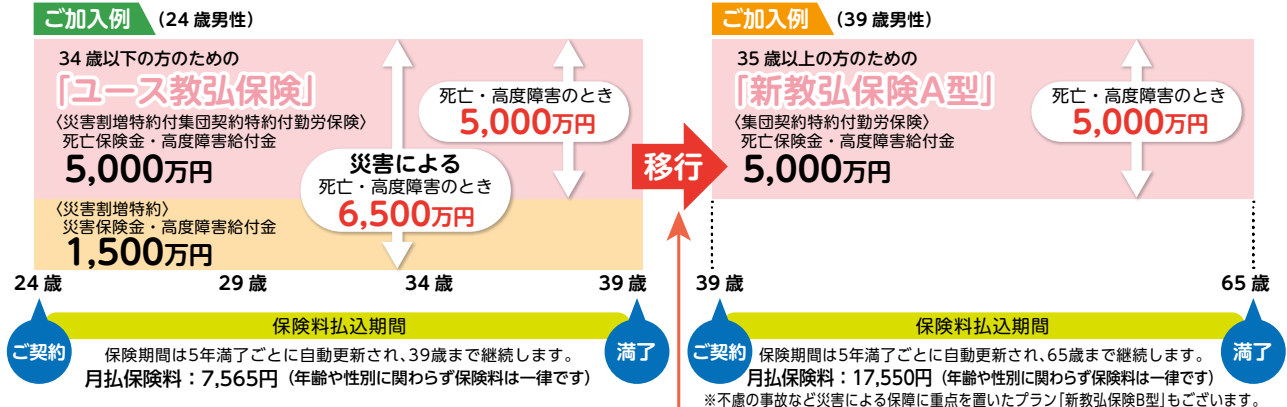 ご加入例 (24歳男性)
34歳以下の方のための
「ユース教弘保険」
〈災害割増特約付集団契約特約付勤労保険〉
死亡保険金・高度障害給付金
5,000万円
〈災害割増特約〉
災害保険金・高度障害給付金
1,500万円
災害による
死亡・高度障害のとき
6,500万円
死亡・高度障害のとき
5,000万円
24歳 29歳 34歳 39歳
保険料払込期間
ご契約
満了
保険期間は5年満了ごとに自動更新され、39歳まで継続します。
月払保険料：7,565円（年齢や性別に関わらず保険料は一律です）
移行
ご加入例 (39歳男性)
35歳以上の方のための
「新教弘保険A型」
〈集団契約特約付勤労保険〉
死亡保険金・高度障害給付金
5,000万円
死亡・高度障害のとき
5,000万円
39歳 65歳
保険料払込期間
ご契約
満了
保険期間は5年満了ごとに自動更新され、65歳まで継続します。
月払保険料：17,550円（年齢や性別に関わらず保険料は一律です）
※不慮の事故など災害による保障に重点を置いたプラン「新教弘保険B型」もございます。